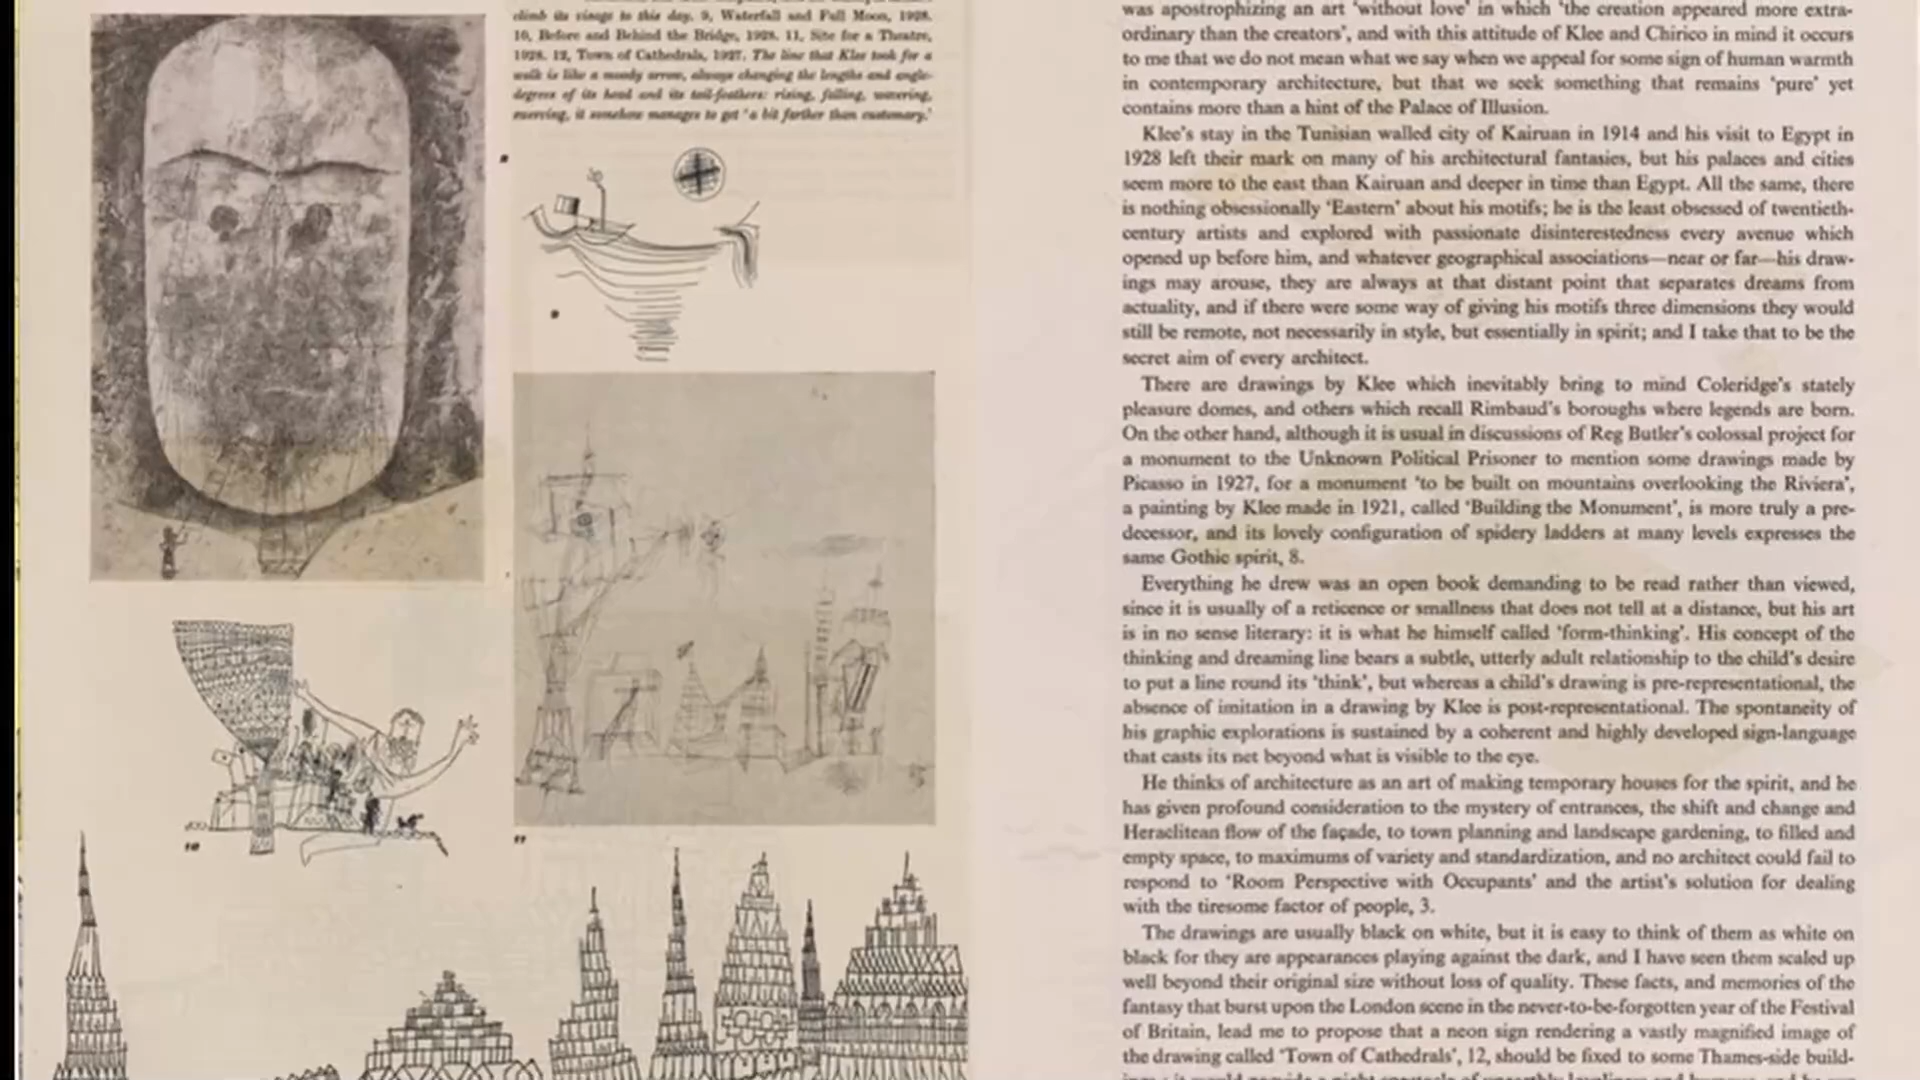 climb its visage to this day. 9, Waterfall and Full Moon, 1928.
10, Before and Behind the Bridge, 1928. 11, Site for a Theatre,
1928. 12, Town of Cathedrals, 1927. The line that Klee took for a
walk is like a moody arrow, always changing the lengths and angle-
degrees of its head and its tail-feathers: rising, falling, wavering,
swerving, it somehow manages to get 'a bit farther than customary.'
10
11
was apostrophizing an art 'without love' in which 'the creation appeared more extra-
ordinary than the creators', and with this attitude of Klee and Chirico in mind it occurs
to me that we do not mean what we say when we appeal for some sign of human warmth
in contemporary architecture, but that we seek something that remains 'pure' yet
contains more than a hint of the Palace of Illusion.
Klee's stay in the Tunisian walled city of Kairuan in 1914 and his visit to Egypt in
1928 left their mark on many of his architectural fantasies, but his palaces and cities
seem more to the east than Kairuan and deeper in time than Egypt. All the same, there
is nothing obsessionally 'Eastern' about his motifs; he is the least obsessed of twentieth-
century artists and explored with passionate disinterestedness every avenue which
opened up before him, and whatever geographical associations—near or far—his draw-
ings may arouse, they are always at that distant point that separates dreams from
actuality, and if there were some way of giving his motifs three dimensions they would
still be remote, not necessarily in style, but essentially in spirit; and I take that to be the
secret aim of every architect.
There are drawings by Klee which inevitably bring to mind Coleridge's stately
pleasure domes, and others which recall Rimbaud's boroughs where legends are born.
On the other hand, although it is usual in discussions of Reg Butler's colossal project for
a monument to the Unknown Political Prisoner to mention some drawings made by
Picasso in 1927, for a monument 'to be built on mountains overlooking the Riviera',
a painting by Klee made in 1921, called 'Building the Monument', is more truly a pre-
decessor, and its lovely configuration of spidery ladders at many levels expresses the
same Gothic spirit, 8.
Everything he drew was an open book demanding to be read rather than viewed,
since it is usually of a reticence or smallness that does not tell at a distance, but his art
is in no sense literary: it is what he himself called 'form-thinking'. His concept of the
thinking and dreaming line bears a subtle, utterly adult relationship to the child's desire
to put a line round its 'think', but whereas a child's drawing is pre-representational, the
absence of imitation in a drawing by Klee is post-representational. The spontaneity of
his graphic explorations is sustained by a coherent and highly developed sign-language
that casts its net beyond what is visible to the eye.
He thinks of architecture as an art of making temporary houses for the spirit, and he
has given profound consideration to the mystery of entrances, the shift and change and
Heraclitean flow of the façade, to town planning and landscape gardening, to filled and
empty space, to maximums of variety and standardization, and no architect could fail to
respond to 'Room Perspective with Occupants' and the artist's solution for dealing
with the tiresome factor of people, 3.
The drawings are usually black on white, but it is easy to think of them as white on
black for they are appearances playing against the dark, and I have seen them scaled up
well beyond their original size without loss of quality. These facts, and memories of the
fantasy that burst upon the London scene in the never-to-be-forgotten year of the Festival
of Britain, lead me to propose that a neon sign rendering a vastly magnified image of
the drawing called 'Town of Cathedrals', 12, should be fixed to some Thames-side build-